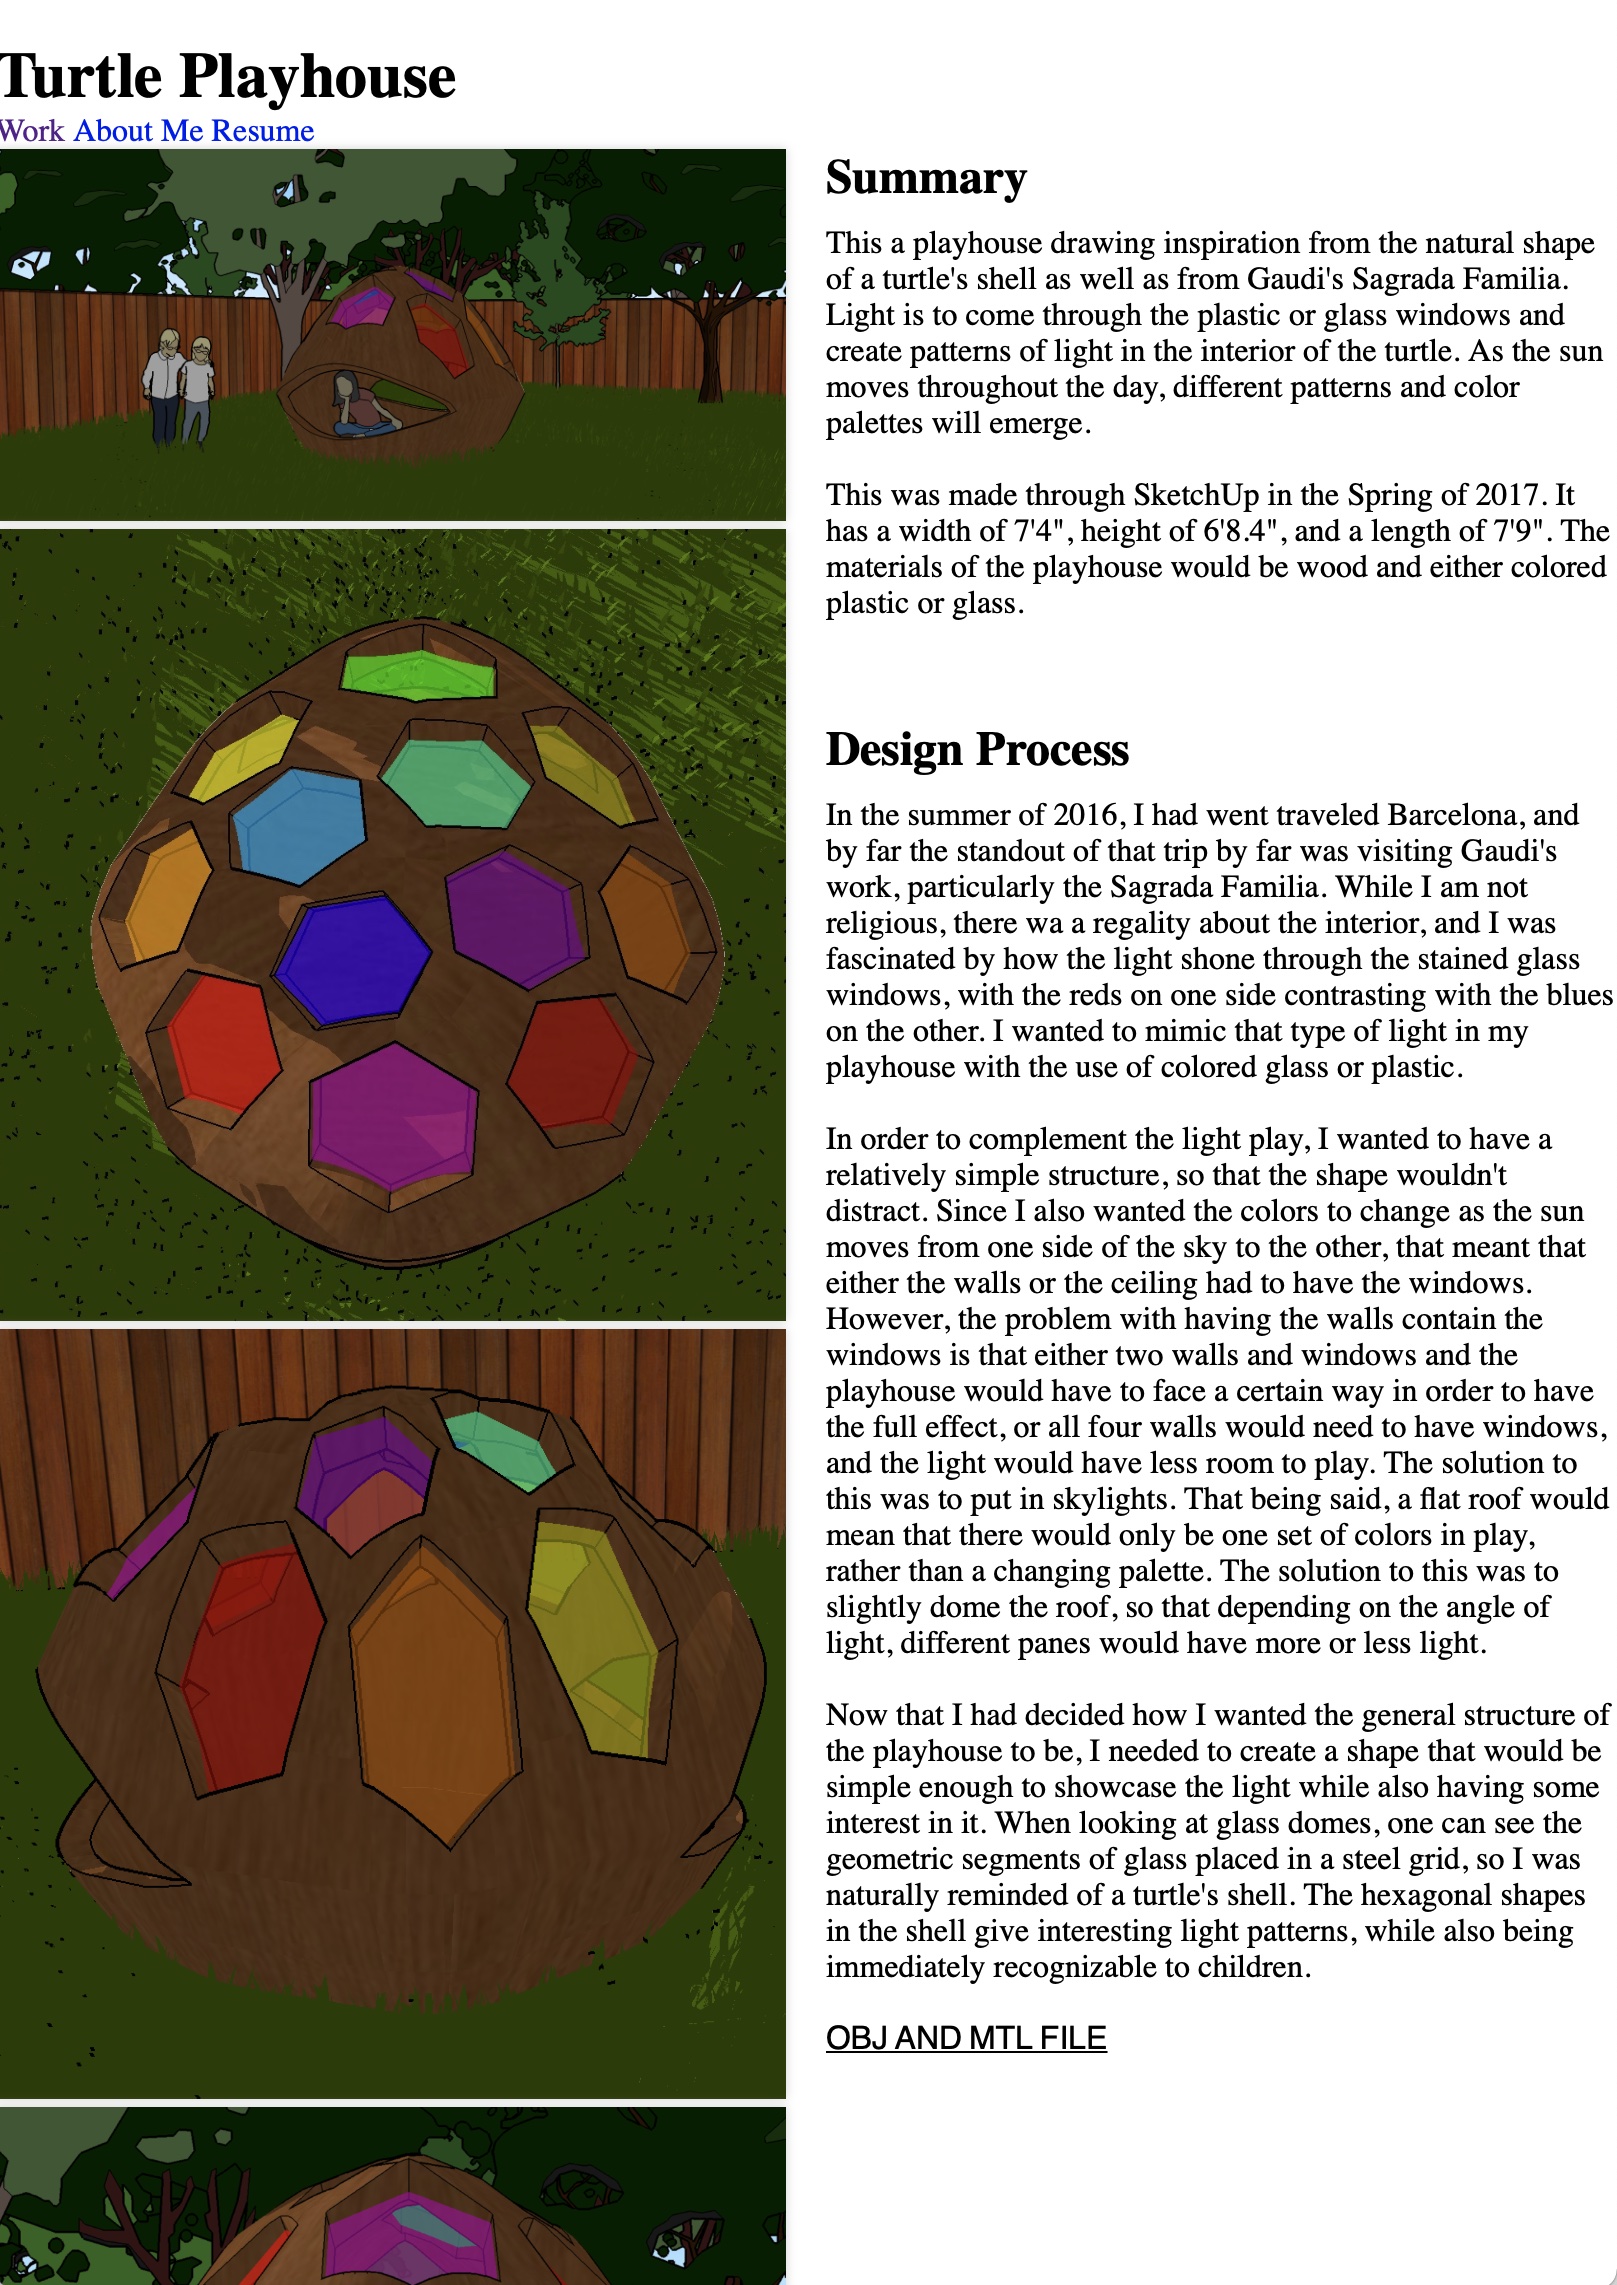 Turtle Playhouse
Work About Me Resume
Summary
This a playhouse drawing inspiration from the natural shape
of a turtle's shell as well as from Gaudi's Sagrada Familia.
Light is to come through the plastic or glass windows and
create patterns of light in the interior of the turtle. As the sun
moves throughout the day, different patterns and color
palettes will emerge.
This was made through SketchUp in the Spring of 2017. It
has a width of 7'4", height of 6'8.4", and a length of 7'9". The
materials of the playhouse would be wood and either colored
plastic or glass.
Design Process
In the summer of 2016, I had went traveled Barcelona, and
by far the standout of that trip by far was visiting Gaudi's
work, particularly the Sagrada Familia. While I am not
religious, there wa a regality about the interior, and I was
fascinated by how the light shone through the stained glass
windows, with the reds on one side contrasting with the blues
on the other. I wanted to mimic that type of light in my
playhouse with the use of colored glass or plastic.
In order to complement the light play, I wanted to have a
relatively simple structure, so that the shape wouldn't
distract. Since I also wanted the colors to change as the sun
moves from one side of the sky to the other, that meant that
either the walls or the ceiling had to have the windows.
However, the problem with having the walls contain the
windows is that either two walls and windows and the
playhouse would have to face a certain way in order to have
the full effect, or all four walls would need to have windows,
and the light would have less room to play. The solution to
this was to put in skylights. That being said, a flat roof would
mean that there would only be one set of colors in play,
rather than a changing palette. The solution to this was to
slightly dome the roof, so that depending on the angle of
light, different panes would have more or less light.
Now that I had decided how I wanted the general structure of
the playhouse to be, I needed to create a shape that would be
simple enough to showcase the light while also having some
interest in it. When looking at glass domes, one can see the
geometric segments of glass placed in a steel grid, so I was
naturally reminded of a turtle's shell. The hexagonal shapes
in the shell give interesting light patterns, while also being
immediately recognizable to children.
OBJ AND MTL FILE